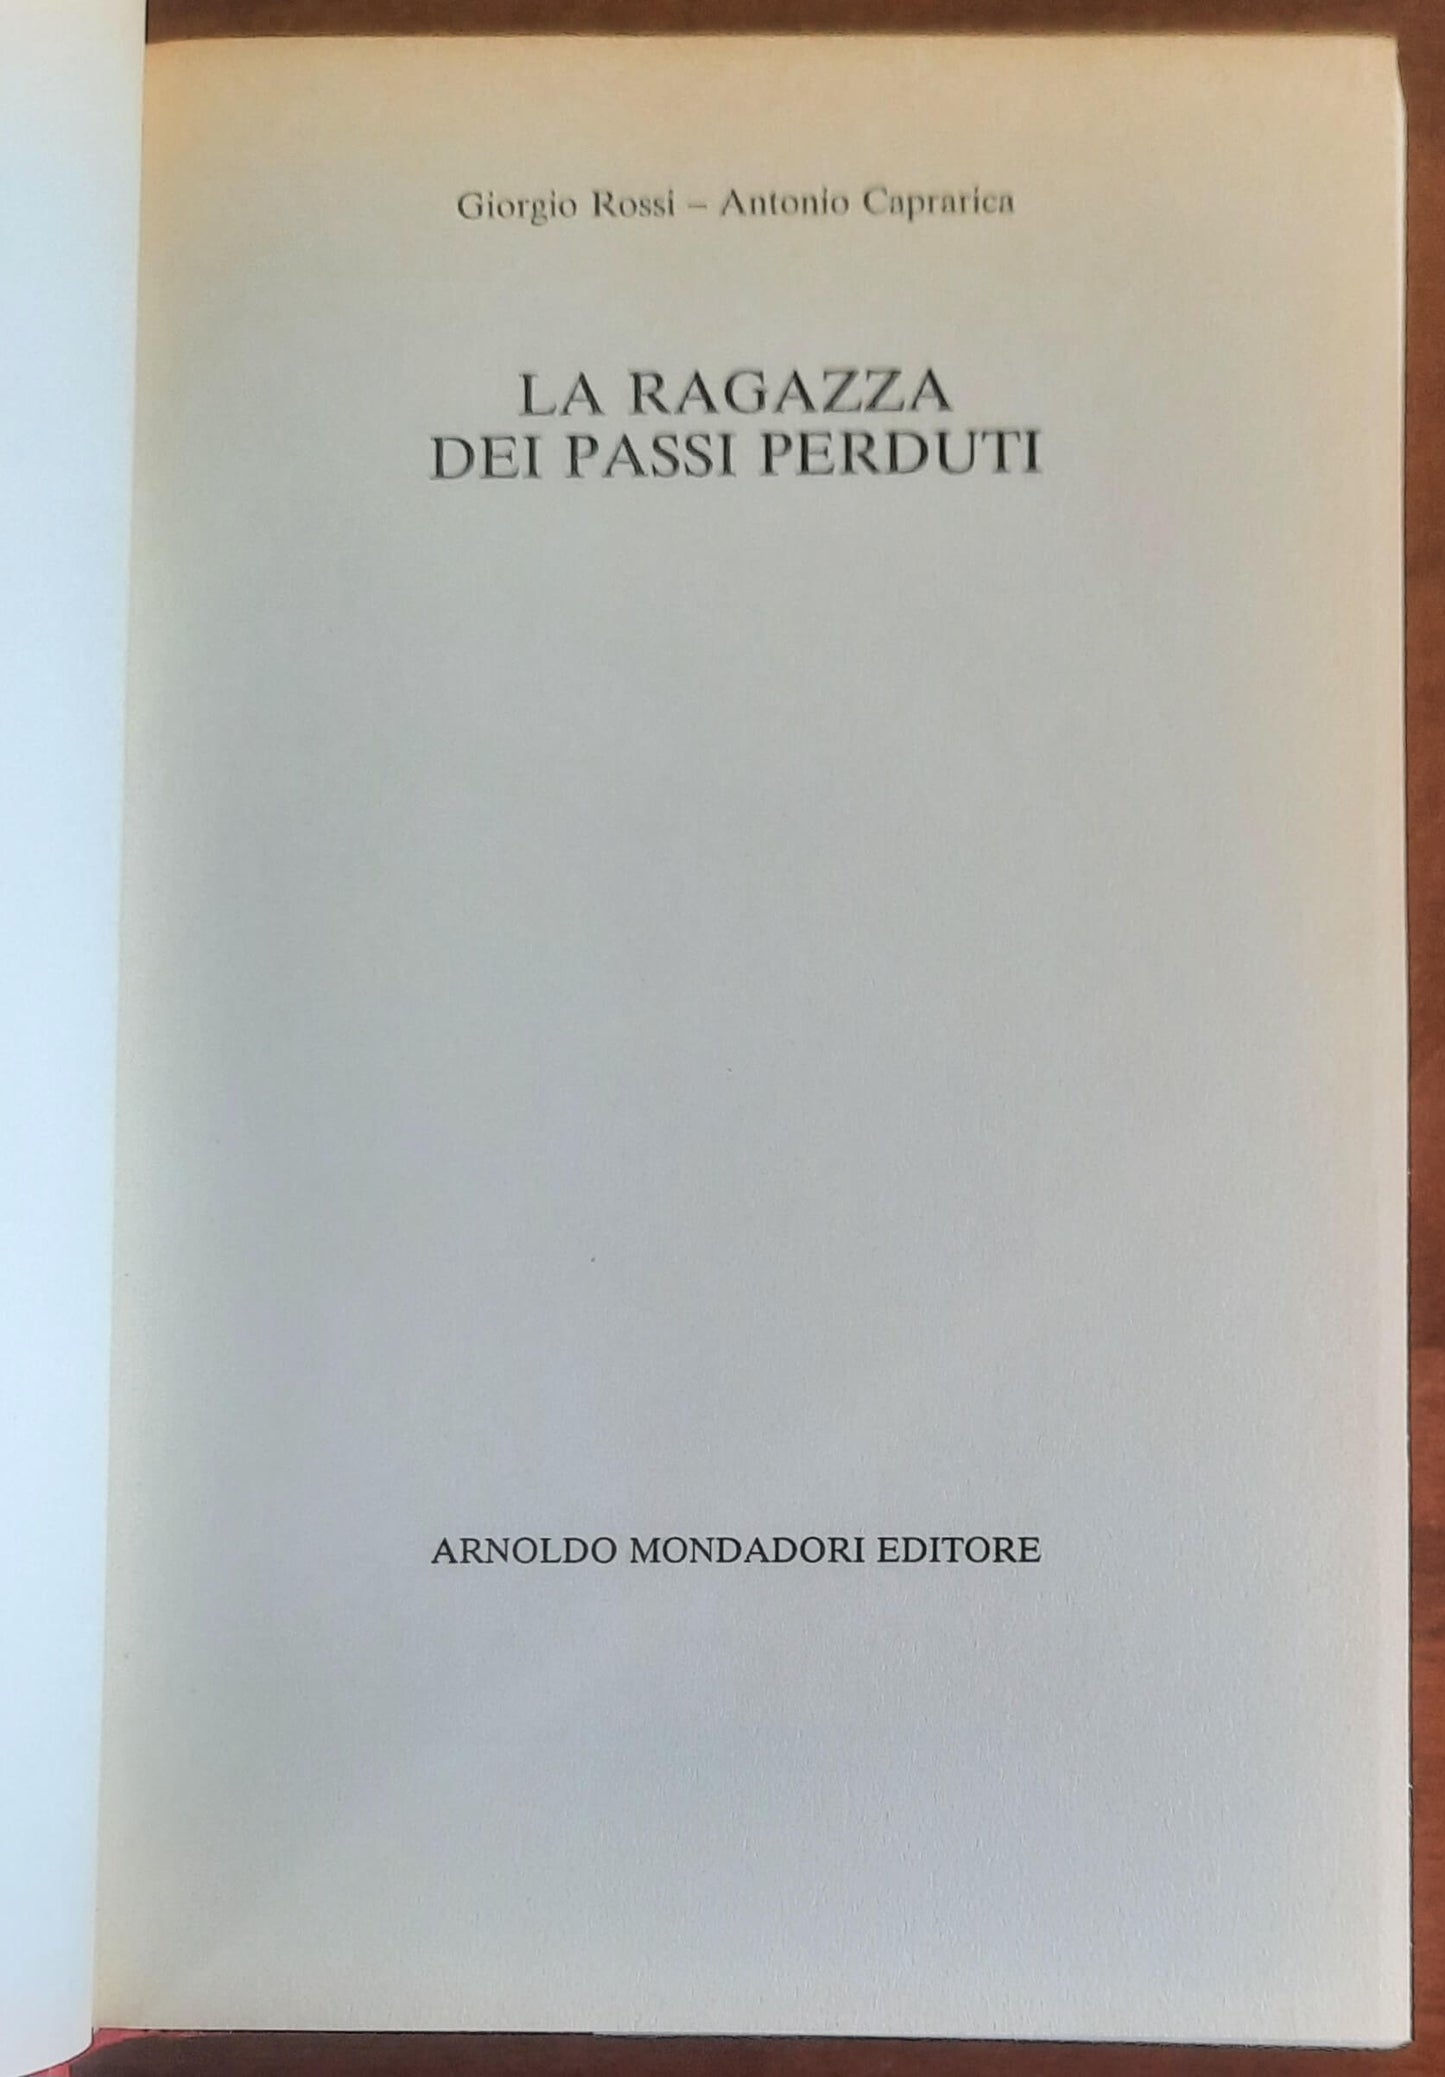 Giorgio Rossi – Antonio Caprarica
LA RAGAZZA
DEI PASSI PERDUTI
ARNOLDO MONDADORI EDITORE